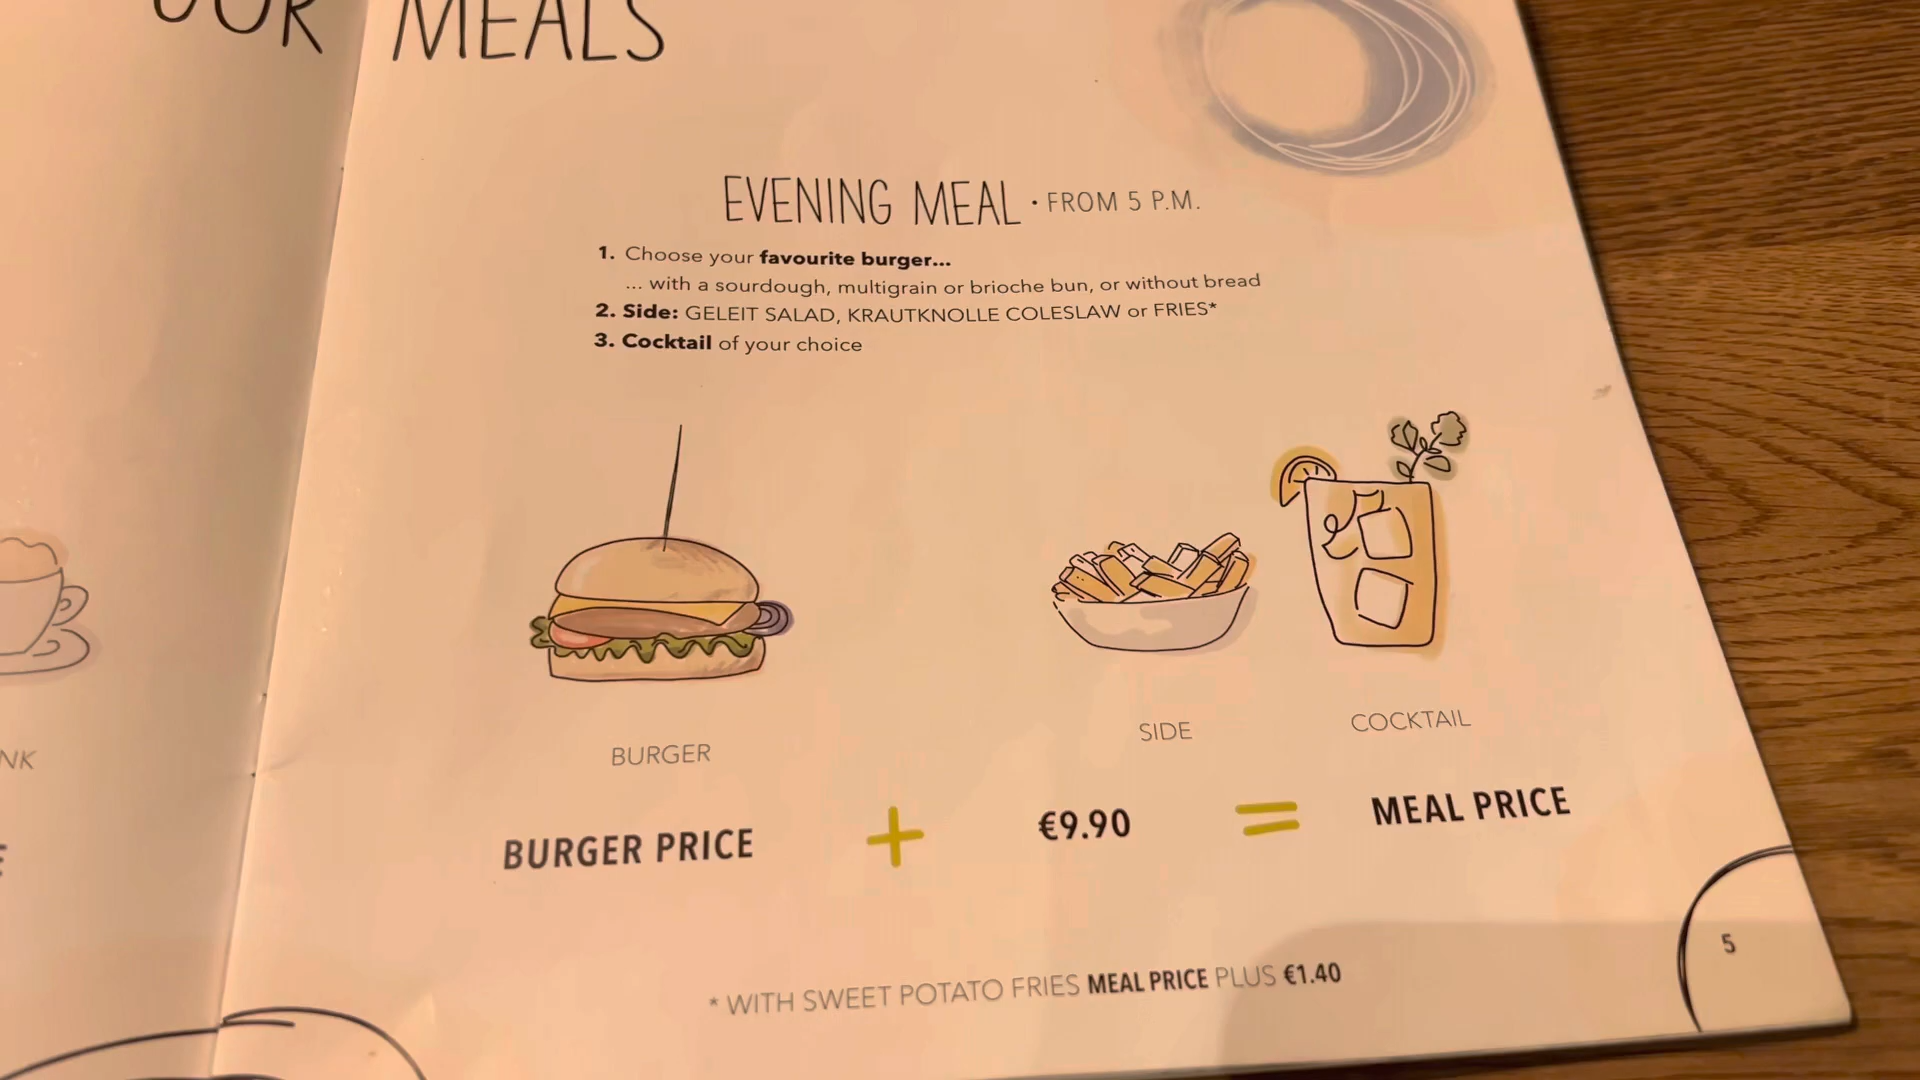 OUR MEALS
EVENING MEAL · FROM 5 P.M.
1. Choose your favourite burger...
... with a sourdough, multigrain or brioche bun, or without bread
2. Side: GELEIT SALAD, KRAUTKNOLLE COLESLAW or FRIES*
3. Cocktail of your choice
BURGER
SIDE
COCKTAIL
BURGER PRICE + €9.90 = MEAL PRICE
* WITH SWEET POTATO FRIES MEAL PRICE PLUS €1.40
5